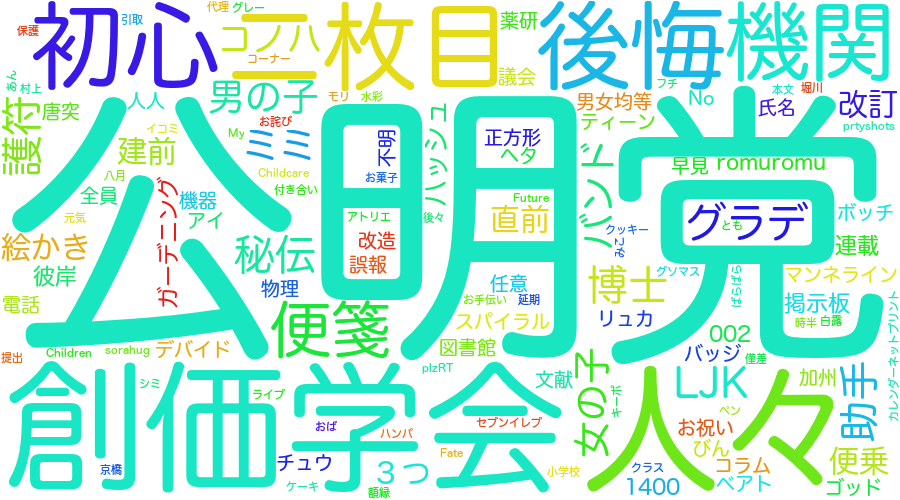 保護
引取
代理
グレー
初心
コノハ
コーナー
二
枚目
薬研
議会
後悔
機関
あん
村上
人人
男の子
モリ
水彩
フチ
本文
堀川
No
氏名
改訂
護符
唐突
My
お詫び
ハッシュ
男女均等
ティーン
prtyshots
イコミ
建前
ミミ
不明
正方形
ヘタ
バンド
早見
romuromu
公明党
八月
全員
機器
Childcare
お菓子
付き合い
Future
元気
アイ
アトリエ
後々
直前
クッキー
グラデ
とも
ボッチ
絵かき
ガーデニング
秘伝
改造
誤報
みこ
連載
彼岸
物理
任意
博士
グソマス
ばらばら
マンネライン
電話
便箋
お手伝い
延期
スパイラル
リュカ
掲示板
時半
白露
カレンダーネットプリント
提出
Children
sorahug
デバイド
図書館
002
バッジ
僅差
plzRT
文献
女の子
キーボ
LJK
加州
助手
創価学会
シミ
ライブ
人々
ペン
おば
ハンパ
セブンイレブ
お祝い
びん
便乗
京橋
チュウ
3つ
Fate
小学校
クラス
コラム
ベアト
ケーキ
額縁
1400
ゴッド